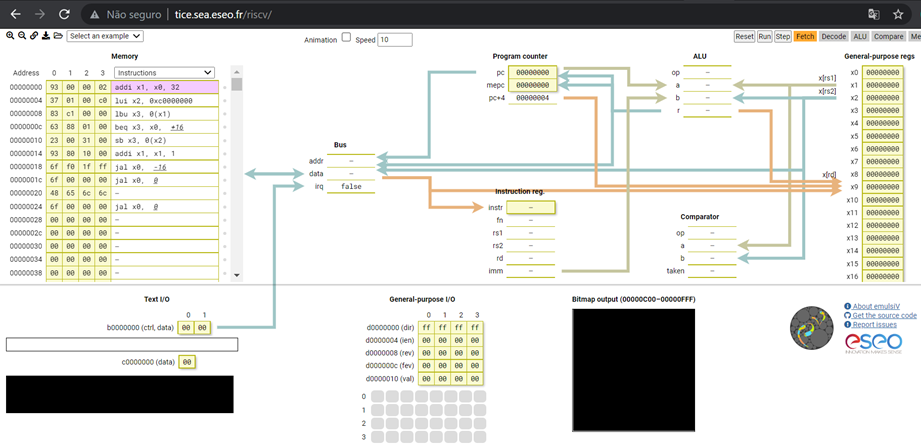 Não seguro | tice.sea.eseo.fr/riscv/
Select an example
Animation Speed 10
Reset Run Step Fetch Decode ALU Compare Me
Memory
Address 0 1 2 3 Instructions
00000000 93 00 00 02 addi x1, x0, 32
00000004 37 01 00 c0 lui x2, 0xc0000000
00000008 83 c1 00 00 lbu x3, 0(x1)
0000000c 63 88 01 00 beq x3, x0, +16
00000010 23 00 31 00 sb x3, 0(x2)
00000014 93 80 10 00 addi x1, x1, 1
00000018 6f f0 1f ff jal x0, -16
0000001c 6f 00 00 00 jal x0, 0
00000020 48 65 6c 6c –
00000024 6f 00 00 00 jal x0, 0
00000028 00 00 00 00 –
0000002c 00 00 00 00 –
00000030 00 00 00 00 –
00000034 00 00 00 00 –
00000038 00 00 00 00 –
Bus
addr –
data –
irq false
Program counter
pc 00000000
mepc 00000000
pc+4 00000004
Instruction reg.
instr –
fn –
rs1 –
rs2 –
rd –
imm –
ALU
op –
a –
b –
r –
Comparator
op –
a –
b –
taken –
General-purpose regs
x[rs1]
x[rs2]
x[rd]
x0 00000000
x1 00000000
x2 00000000
x3 00000000
x4 00000000
x5 00000000
x6 00000000
x7 00000000
x8 00000000
x9 00000000
x10 00000000
x11 00000000
x12 00000000
x13 00000000
x14 00000000
x15 00000000
x16 00000000
Text I/O
0 1
b0000000 (ctrl, data) 00 00
c0000000 (data) 00
General-purpose I/O
0 1 2 3
d0000000 (dir) ff ff ff ff
d0000004 (ien) 00 00 00 00
d0000008 (rev) 00 00 00 00
d000000c (fev) 00 00 00 00
d0000010 (val) 00 00 00 00
0
1
2
3
Bitmap output (00000C00–00000FFF)
About emulsiV
Get the source code
Report issues
eseo